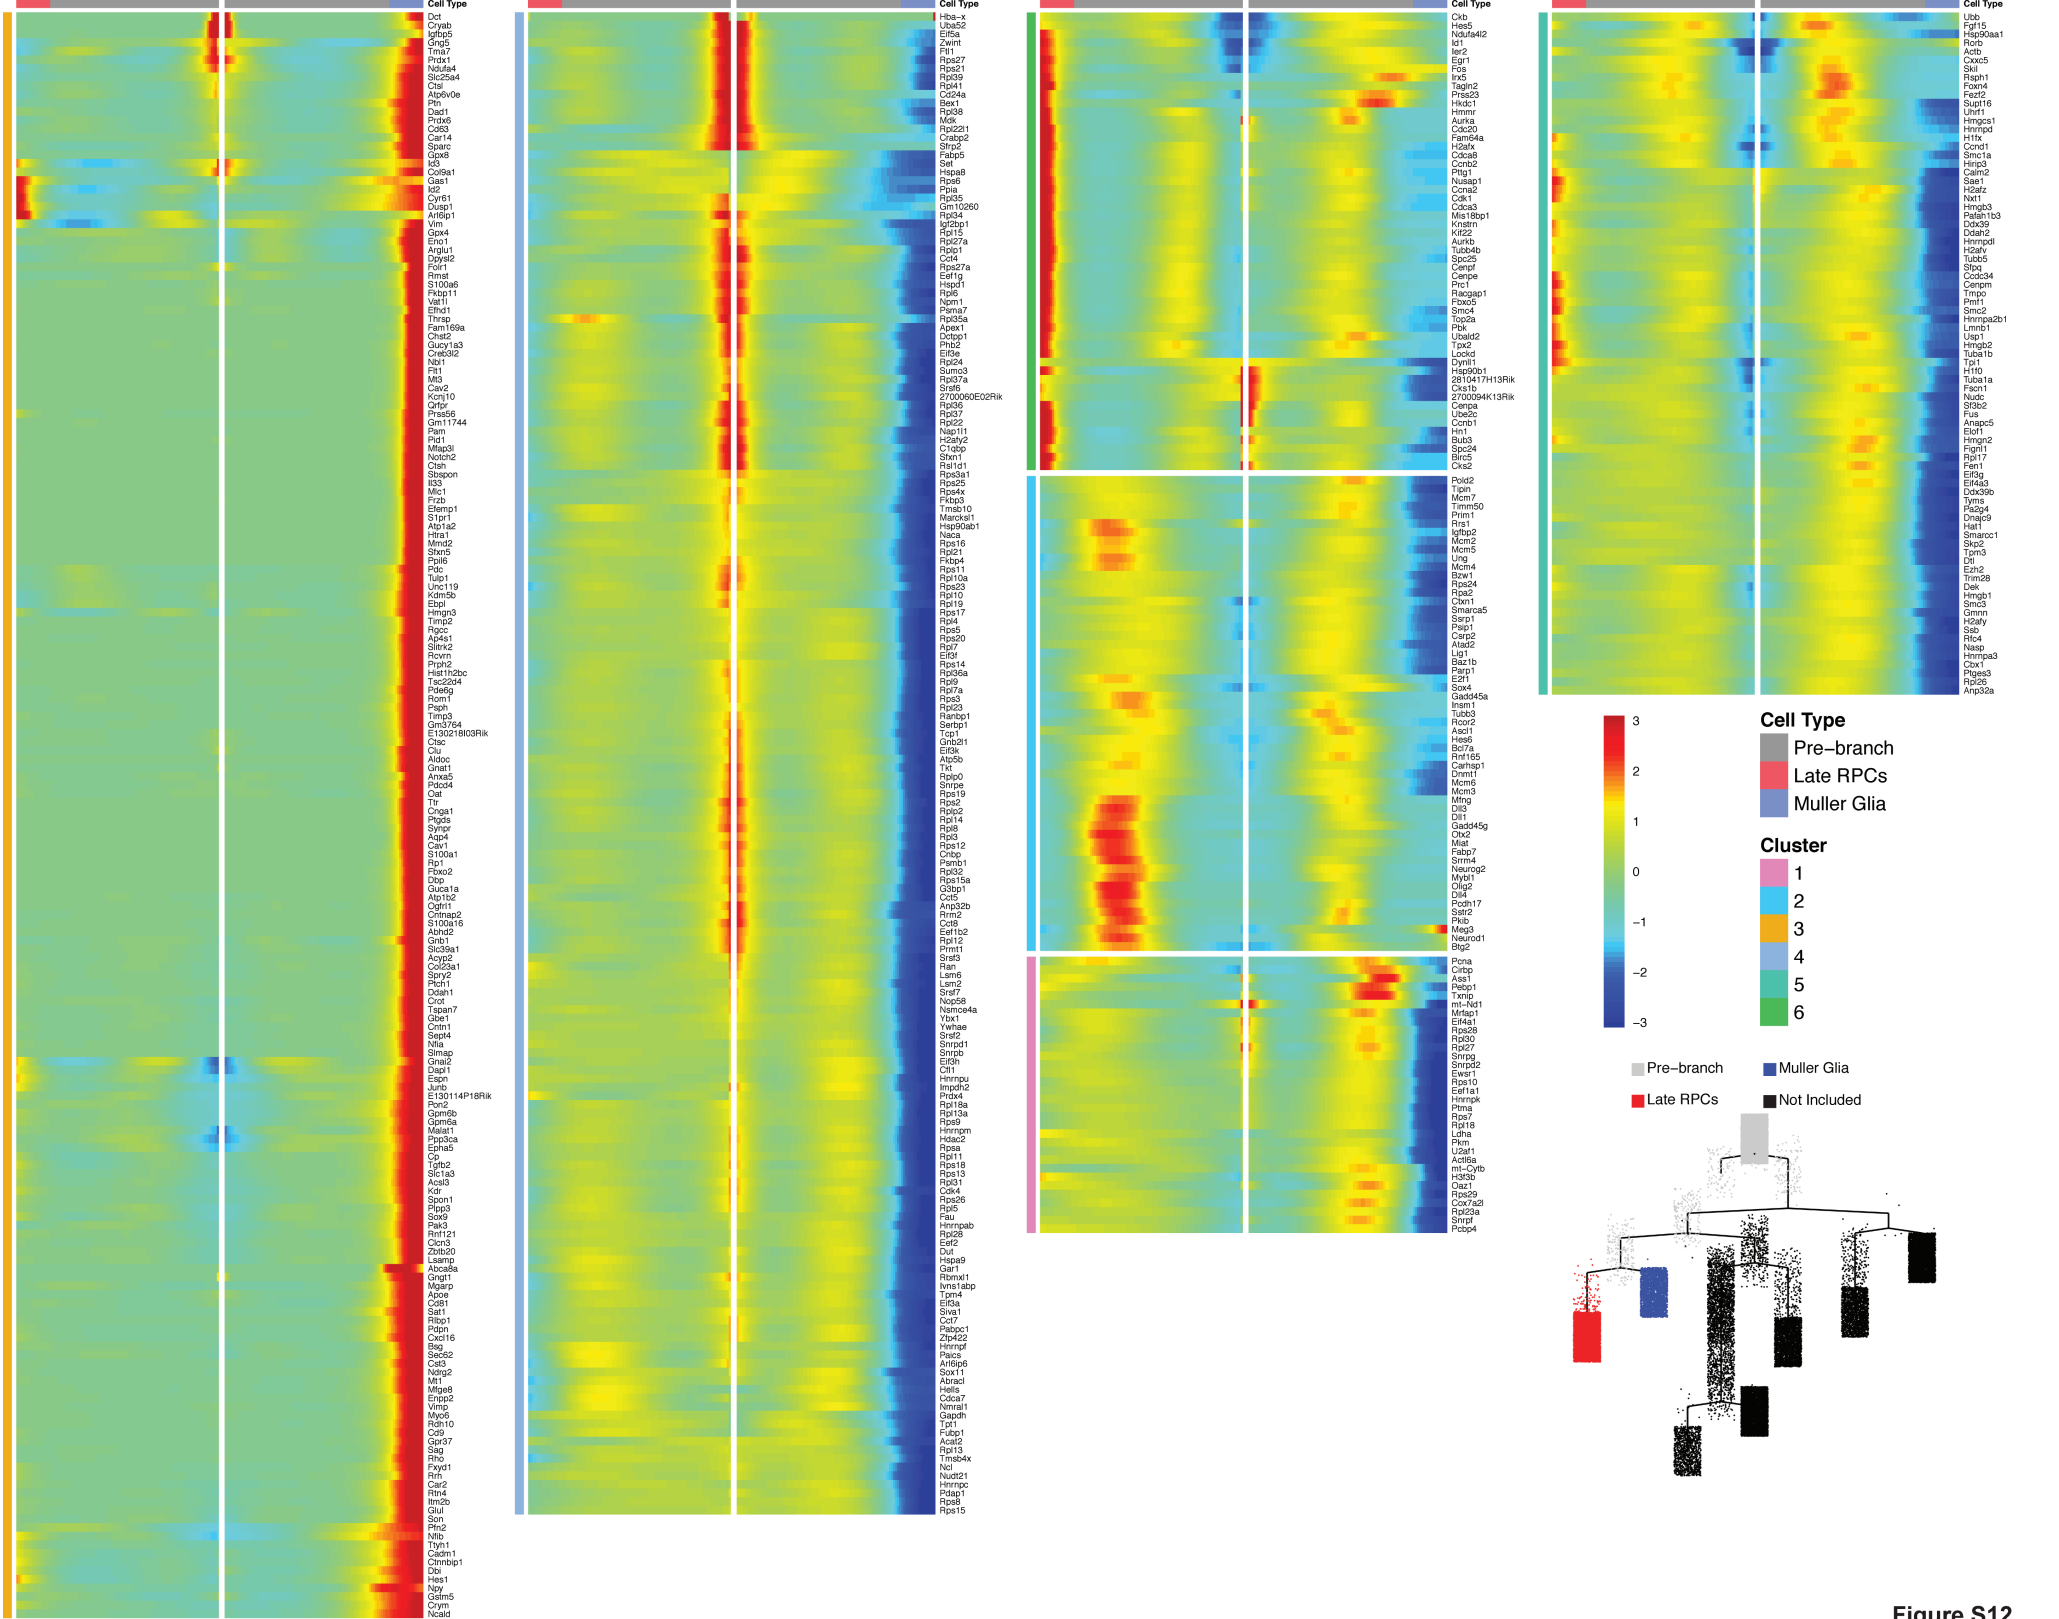 Cell Type
Dct
Cryab
Igfbp5
Gng5
Tma7
Prdx1
Ndufa4
Slc25a4
Ctsl
Atp6v0e
Ptn
Dad1
Prdx6
Cd63
Car14
Sparc
Gpx8
Id3
Col9a1
Gas1
Id2
Cyr61
Dusp1
Arl6ip1
Vim
Gpx4
Eno1
Arglu1
Dpysl2
Folr1
Rmst
S100a6
Fkbp11
Vat1l
Efhd1
Thrsp
Fam169a
Chst2
Gucy1a3
Creb3l2
Nbl1
Flt1
Mt3
Cav2
Kcnj10
Qrfpr
Prss56
Gm11744
Pam
Pid1
Mfap3l
Notch2
Ctsh
Sbspon
Il33
Mlc1
Frzb
Efemp1
S1pr1
Atp1a2
Htra1
Mmd2
Sfxn5
Ppil6
Pdc
Tulp1
Unc119
Kdm5b
Ebpl
Hmgn3
Timp2
Rgcc
Ap4s1
Slitrk2
Rcvrn
Prph2
Hist1h2bc
Tsc22d4
Pde6g
Rom1
Psph
Timp3
Gm3764
E130218I03Rik
Ctsc
Clu
Aldoc
Gnat1
Anxa5
Pdcd4
Oat
Ttr
Cnga1
Ptgds
Synpr
Aqp4
Cav1
S100a1
Rp1
Fbxo2
Dbp
Guca1a
Atp1b2
Ogfrl1
Cntnap2
S100a16
Abhd2
Gnb1
Slc39a1
Acyp2
Col23a1
Spry2
Ptch1
Ddah1
Crot
Tspan7
Gbe1
Cntn1
Sept4
Nfia
Slmap
Gnai2
Dapl1
Espn
Junb
E130114P18Rik
Pon2
Gpm6b
Gpm6a
Malat1
Ppp3ca
Epha5
Cp
Tgfb2
Slc1a3
Acsl3
Kdr
Spon1
Plpp3
Sox9
Pak3
Rnf121
Clcn3
Zbtb20
Lsamp
Abca8a
Gngt1
Mgarp
Apoe
Cd81
Sat1
Rlbp1
Pdpn
Cxcl16
Bsg
Sec62
Cst3
Ndrg2
Mt1
Mfge8
Enpp2
Vimp
Myo6
Rdh10
Cd9
Gpr37
Sag
Rho
Fxyd1
Rrh
Car2
Rtn4
Itm2b
Glul
Son
Pfn2
Nfib
Ttyh1
Cadm1
Ctnnbip1
Dbi
Hes1
Npy
Gstm5
Crym
Ncald
Cell Type
Hba−x
Uba52
Eif5a
Zwint
Ftl1
Rps27
Rps21
Rpl39
Rpl41
Cd24a
Bex1
Rpl38
Mdk
Rpl22l1
Crabp2
Sfrp2
Fabp5
Set
Hspa8
Rps6
Ppia
Rpl35
Gm10260
Rpl34
Igf2bp1
Rpl15
Rpl27a
Rplp1
Cct4
Rps27a
Eef1g
Hspd1
Rpl6
Npm1
Psma7
Rpl35a
Apex1
Dctpp1
Phb2
Eif3e
Rpl24
Sumo3
Rpl37a
Srsf6
2700060E02Rik
Rpl36
Rpl37
Rpl22
Nap1l1
H2afy2
C1qbp
Sfxn1
Rsl1d1
Rps3a1
Rps25
Rps4x
Fkbp3
Tmsb10
Marcksl1
Hsp90ab1
Naca
Rps16
Rpl21
Fkbp4
Rps11
Rpl10a
Rps23
Rpl10
Rpl19
Rps17
Rpl4
Rps5
Rps20
Rpl7
Eif3f
Rps14
Rpl36a
Rpl9
Rpl7a
Rps3
Rpl23
Ranbp1
Serbp1
Tcp1
Gnb2l1
Eif3k
Atp5b
Tkt
Rplp0
Snrpe
Rps19
Rps2
Rplp2
Rpl14
Rpl8
Rpl3
Rps12
Cnbp
Psmb1
Rpl32
Rps15a
G3bp1
Cct5
Anp32b
Rrm2
Cct8
Eef1b2
Rpl12
Prmt1
Srsf3
Ran
Lsm6
Lsm2
Srsf7
Nop58
Nsmce4a
Ybx1
Ywhae
Srsf2
Snrpd1
Snrpb
Eif3h
Cfl1
Hnrnpu
Impdh2
Prdx4
Rpl18a
Rpl13a
Rps9
Hnrnpm
Hdac2
Rpsa
Rpl11
Rps18
Rps13
Rpl31
Cdk4
Rps26
Rpl5
Fau
Hnrnpab
Rpl28
Eef2
Dut
Hspa9
Gar1
Rbmxl1
Ivns1abp
Tpm4
Eif3a
Siva1
Cct7
Pabpc1
Zfp422
Hnrnpf
Paics
Arl6ip6
Sox11
Abracl
Hells
Cdca7
Nmral1
Gapdh
Tpt1
Fubp1
Acat2
Rpl13
Tmsb4x
Ncl
Nudt21
Hnrnpc
Pdap1
Rps8
Rps15
Cell Type
Ckb
Hes5
Ndufa4l2
Id1
Ier2
Egr1
Fos
Irx5
Tagln2
Prss23
Hkdc1
Hmmr
Aurka
Cdc20
Fam64a
H2afx
Cdca8
Ccnb2
Pttg1
Nusap1
Ccna2
Cdk1
Cdca3
Mis18bp1
Knstrn
Kif22
Aurkb
Tubb4b
Spc25
Cenpf
Cenpe
Prc1
Racgap1
Fbxo5
Smc4
Top2a
Pbk
Ubald2
Tpx2
Lockd
Dynll1
Hsp90b1
2810417H13Rik
Cks1b
2700094K13Rik
Cenpa
Ube2c
Ccnb1
Hn1
Bub3
Spc24
Birc5
Cks2
Pold2
Tipin
Mcm7
Timm50
Prim1
Rrs1
Igfbp2
Mcm2
Mcm5
Ung
Mcm4
Bzw1
Rps24
Rpa2
Ctxn1
Smarca5
Ssrp1
Psip1
Csrp2
Atad2
Lig1
Baz1b
Parp1
E2f1
Sox4
Gadd45a
Insm1
Tubb3
Rcor2
Ascl1
Hes6
Bcl7a
Rnf165
Carhsp1
Dnmt1
Mcm6
Mcm3
Mfng
Dll3
Dll1
Gadd45g
Otx2
Miat
Fabp7
Srrm4
Neurog2
Mybl1
Olig2
Dll4
Pcdh17
Sstr2
Pkib
Meg3
Neurod1
Btg2
Pcna
Cirbp
Ass1
Pebp1
Txnip
mt−Nd1
Mrfap1
Eif4a1
Rps28
Rpl30
Rpl27
Snrpg
Snrpd2
Ewsr1
Rps10
Eef1a1
Hnrnpk
Ptma
Rps7
Rpl18
Ldha
Pkm
U2af1
Actl6a
mt−Cytb
H3f3b
Oaz1
Rps29
Cox7a2l
Rpl23a
Snrpf
Pcbp4
Cell Type
Ubb
Fgf15
Hsp90aa1
Rorb
Actb
Cxxc5
Skil
Rsph1
Foxn4
Fezf2
Supt16
Uhrf1
Hmgcs1
Hnrnpd
H1fx
Ccnd1
Smc1a
Hirip3
Calm2
Sae1
H2afz
Nxt1
Hmgb3
Pafah1b3
Ddx39
Ddah2
Hnrnpdl
H2afv
Tubb5
Sfpq
Ccdc34
Cenpm
Tmpo
Pmf1
Smc2
Hnrnpa2b1
Lmnb1
Usp1
Hmgb2
Tuba1b
Tpi1
H1f0
Tuba1a
Fscn1
Nudc
Sf3b2
Fus
Anapc5
Elof1
Hmgn2
Fignl1
Rpl17
Fen1
Eif3g
Eif4a3
Ddx39b
Tyms
Pa2g4
Dnajc9
Hat1
Smarcc1
Skp2
Tpm3
Dtl
Ezh2
Trim28
Dek
Hmgb1
Smc3
Gmnn
H2afy
Ssb
Rfc4
Nasp
Hnrnpa3
Cbx1
Ptges3
Rpl26
Anp32a
3
2
1
0
−1
−2
−3
Cell Type
Pre−branch
Late RPCs
Muller Glia
Cluster
1
2
3
4
5
6
Pre−branch
Muller Glia
Late RPCs
Not Included
Figure S12